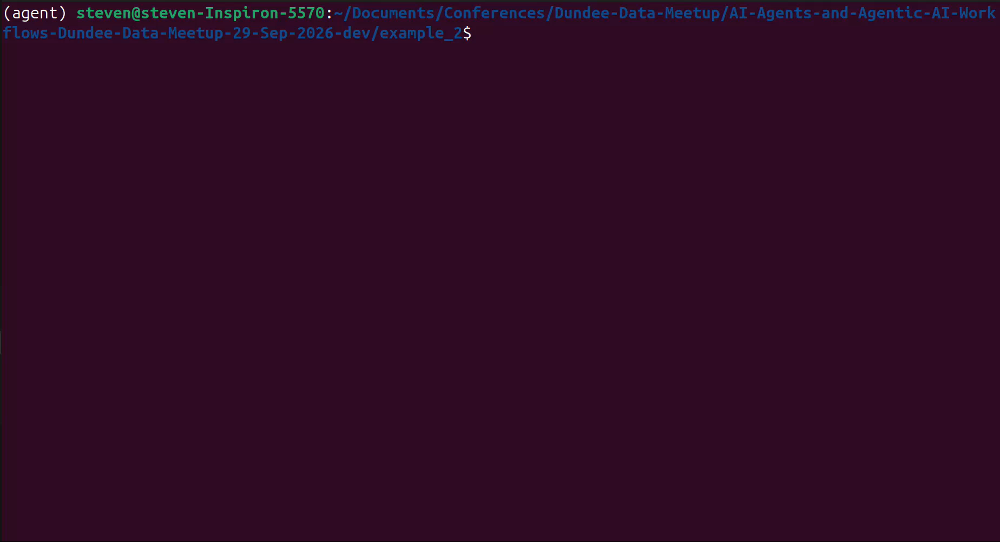 (agent) steven@steven-Inspiron-5570:~/Documents/Conferences/Dundee-Data-Meetup/AI-Agents-and-Agentic-AI-Work
flows-Dundee-Data-Meetup-29-Sep-2026-dev/example_2$